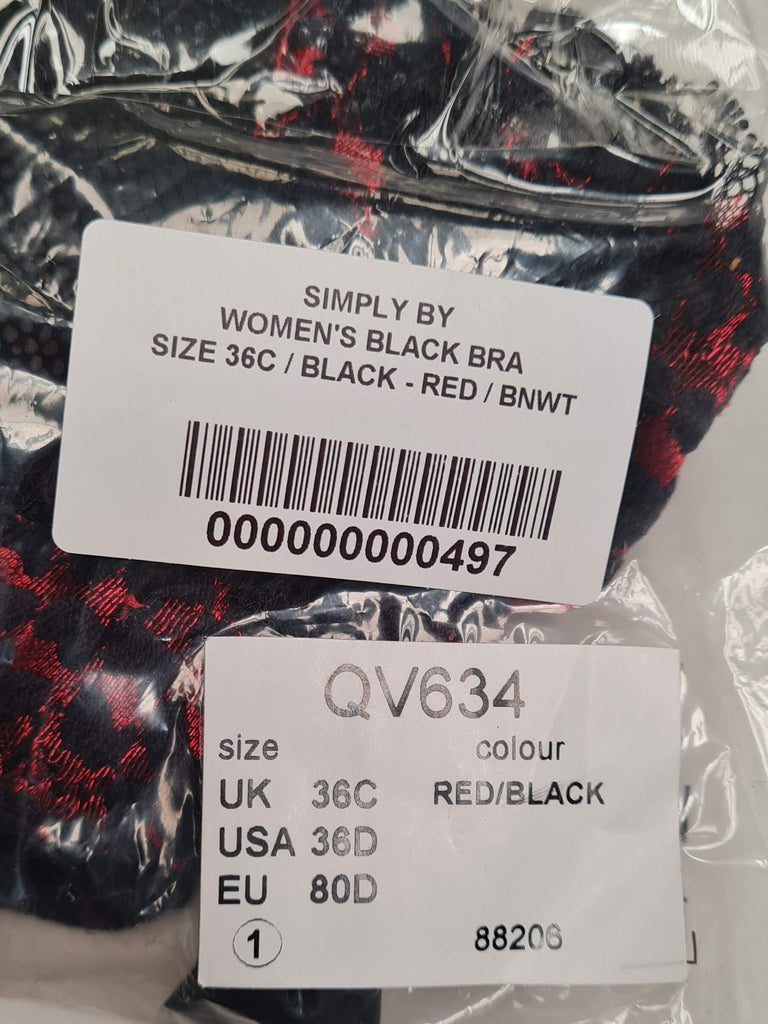 SIMPLY BY
WOMEN'S BLACK BRA
SIZE 36C / BLACK - RED / BNWT
000000000497
QV634
size colour
UK 36C RED/BLACK
USA 36D
EU 80D
1 88206